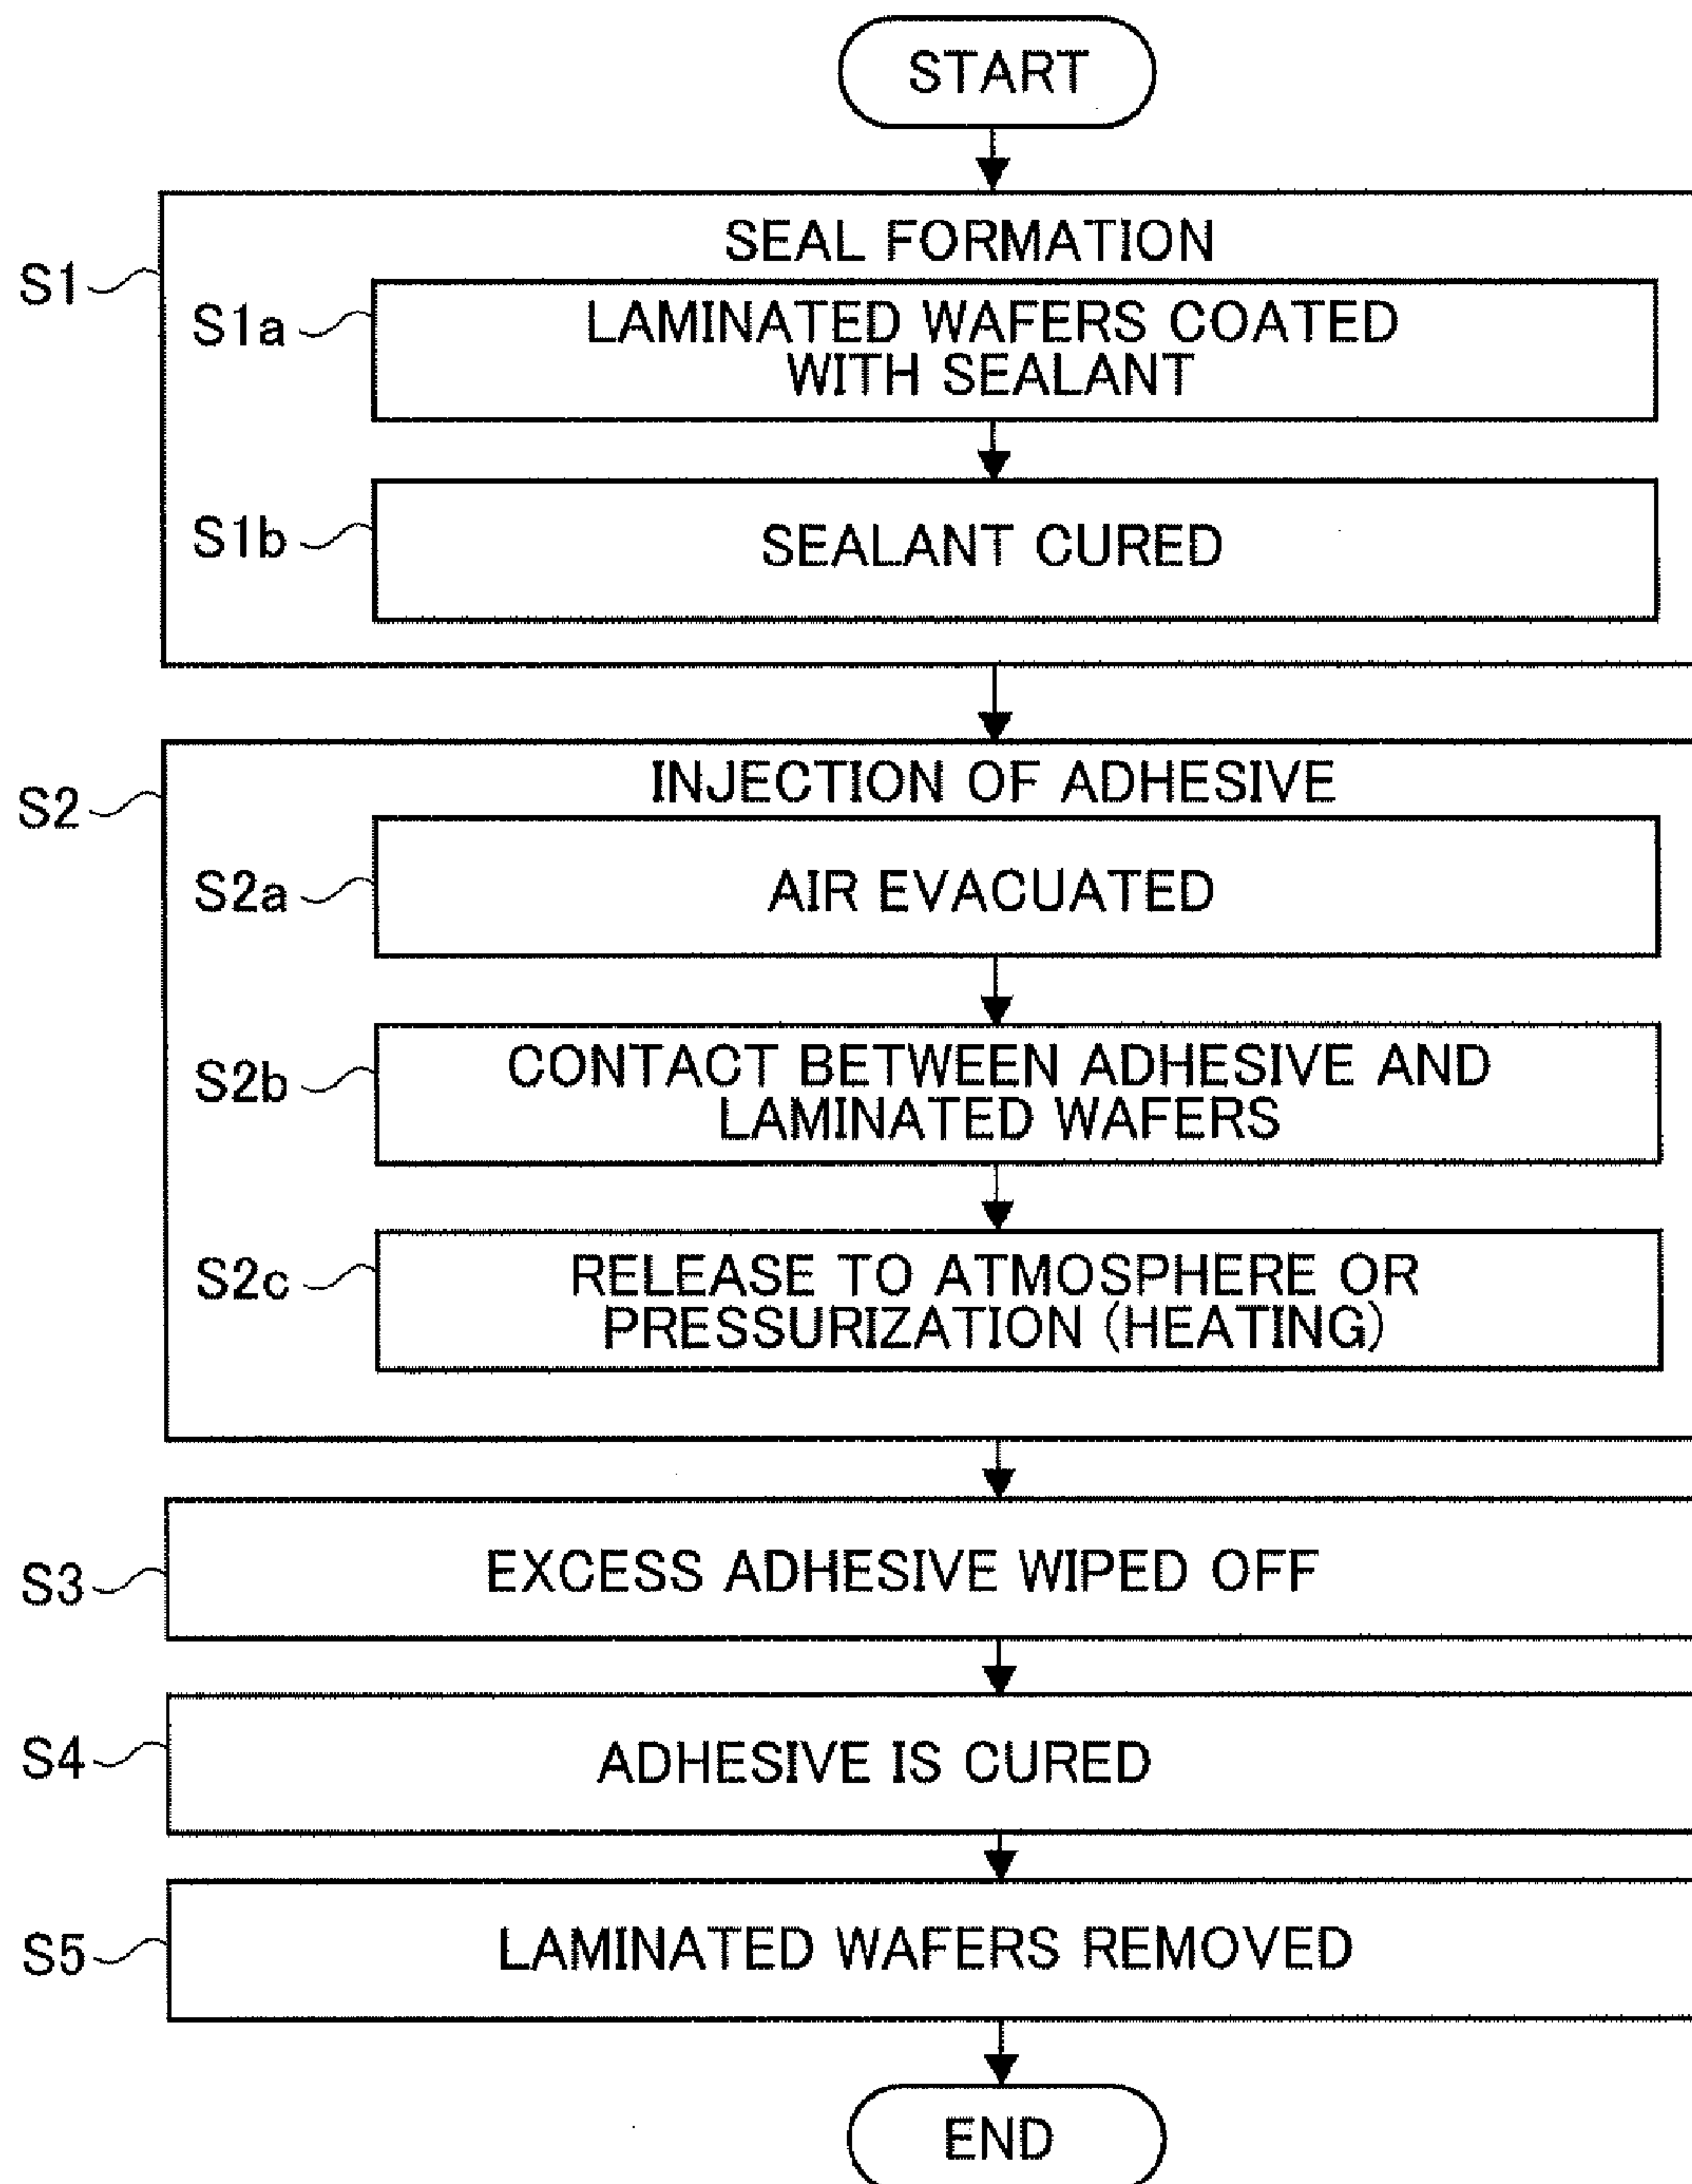 START
SEAL FORMATION
S1
S1a
LAMINATED WAFERS COATED
WITH SEALANT
S1b
SEALANT CURED
INJECTION OF ADHESIVE
S2
S2a
AIR EVACUATED
S2b
CONTACT BETWEEN ADHESIVE AND
LAMINATED WAFERS
S2c
RELEASE TO ATMOSPHERE OR
PRESSURIZATION (HEATING)
S3
EXCESS ADHESIVE WIPED OFF
S4
ADHESIVE IS CURED
S5
LAMINATED WAFERS REMOVED
END